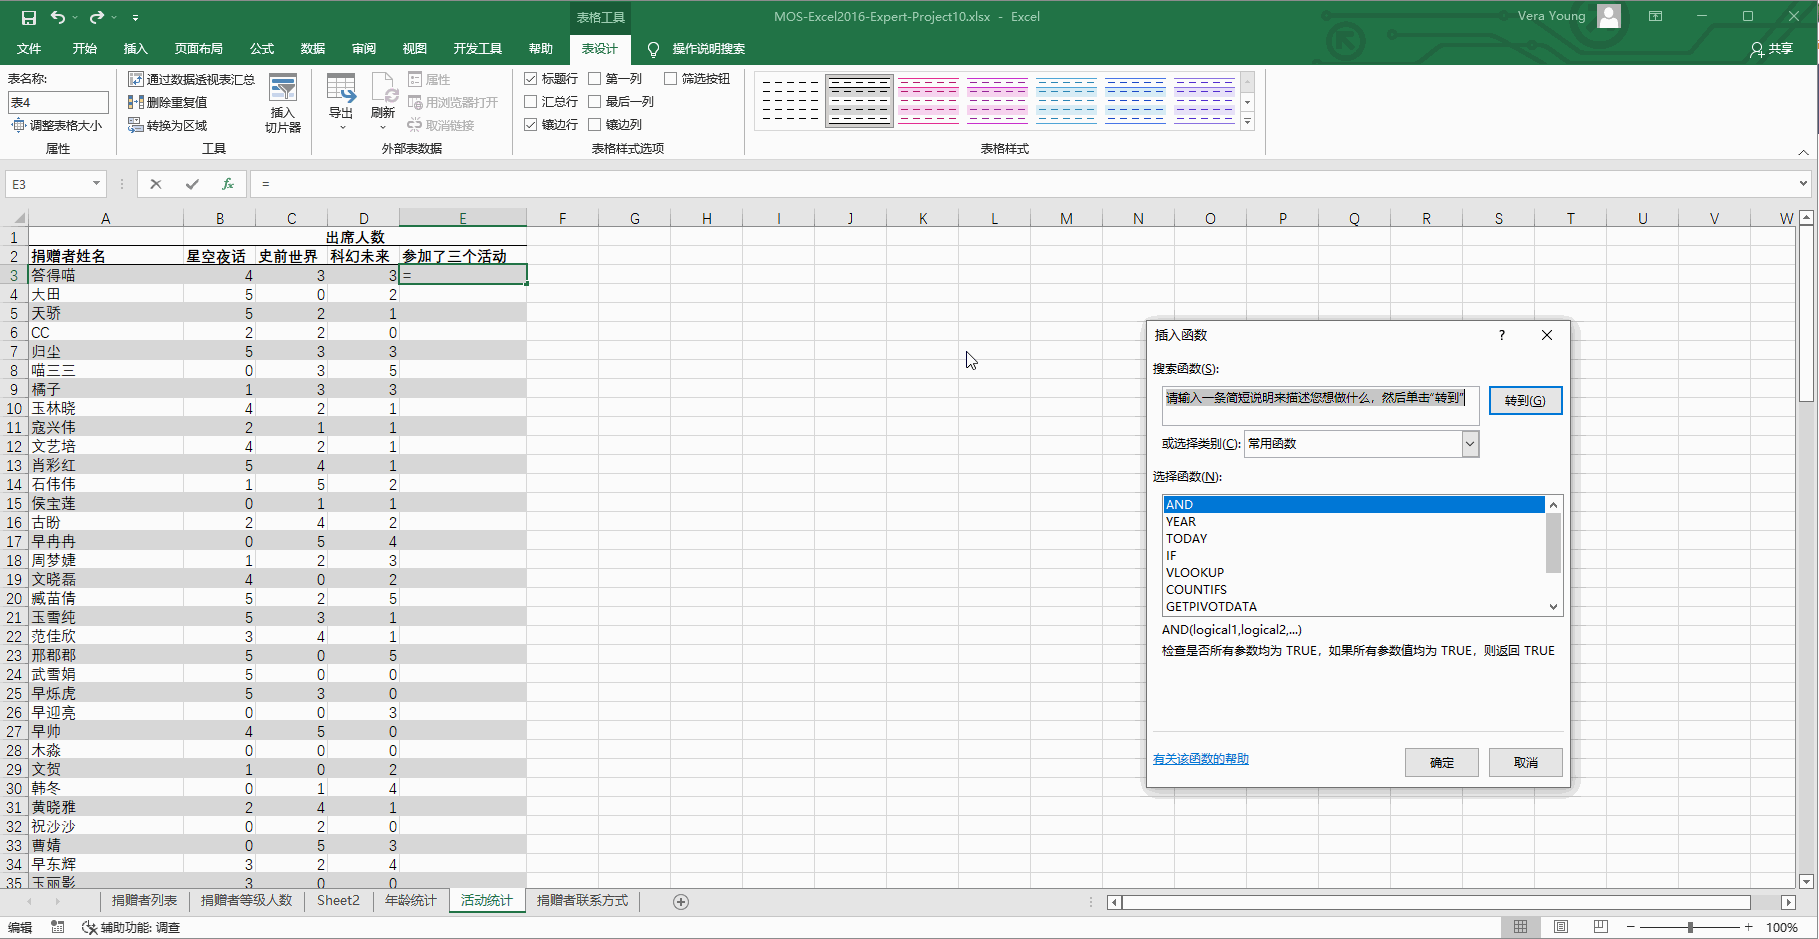 表格工具
MOS-Excel2016-Expert-Project10.xlsx - Excel
Vera Young
文件 开始 插入 页面布局 公式 数据 审阅 视图 开发工具 帮助 表设计 操作说明搜索 共享
表名称:
表4
调整表格大小
属性
通过数据透视表汇总
删除重复值
转换为区域
插入
切片器
工具
导出
刷新
属性
用浏览器打开
取消链接
外部表数据
标题行 第一列 筛选按钮
汇总行 最后一列
镶边行 镶边列
表格样式选项
表格样式
E3 fx =
A B C D E F G H I J K L M N O P Q R S T U V W
1 出席人数
2 捐赠者姓名 星空夜话 史前世界 科幻未来 参加了三个活动
3 答得喵 4 3 3 =
4 大田 5 0 2
5 天骄 5 2 1
6 CC 2 2 0
7 归尘 5 3 3
8 喵三三 0 3 5
9 橘子 1 3 3
10 玉林晓 4 2 1
11 寇兴伟 2 1 1
12 文艺培 4 2 1
13 肖彩红 5 4 1
14 石伟伟 1 5 2
15 侯宝莲 0 1 1
16 古盼 2 4 2
17 早冉冉 0 5 4
18 周梦婕 1 2 3
19 文晓磊 4 0 2
20 臧苗倩 5 2 5
21 玉雪纯 5 3 1
22 范佳欣 3 4 1
23 邢郡郡 5 0 5
24 武雪娟 5 0 0
25 早烁虎 5 3 0
26 早迎亮 0 0 3
27 早帅 4 5 0
28 木淼 0 0 0
29 文贺 1 0 2
30 韩冬 0 1 4
31 黄晓雅 2 4 1
32 祝沙沙 0 2 0
33 曹婧 0 5 3
34 早东辉 3 2 4
35 玉丽影 3 0 0
插入函数 ?
搜索函数(S):
请输入一条简短说明来描述您想做什么，然后单击“转到”
转到(G)
或选择类别(C): 常用函数
选择函数(N):
AND
YEAR
TODAY
IF
VLOOKUP
COUNTIFS
GETPIVOTDATA
AND(logical1,logical2,...)
检查是否所有参数均为 TRUE，如果所有参数值均为 TRUE，则返回 TRUE
有关该函数的帮助
确定 取消
捐赠者列表 捐赠者等级人数 Sheet2 年龄统计 活动统计 捐赠者联系方式
编辑 辅助功能: 调查 100%